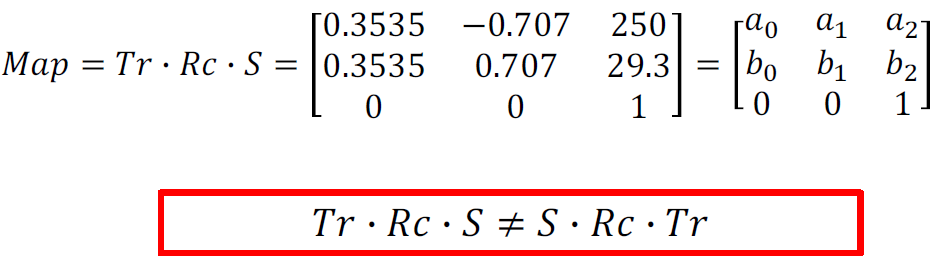 Map = Tr · Rc · S = [0.3535 −0.707 250; 0.3535 0.707 29.3; 0 0 1] = [a₀ a₁ a₂; b₀ b₁ b₂; 0 0 1]
Tr · Rc · S ≠ S · Rc · Tr